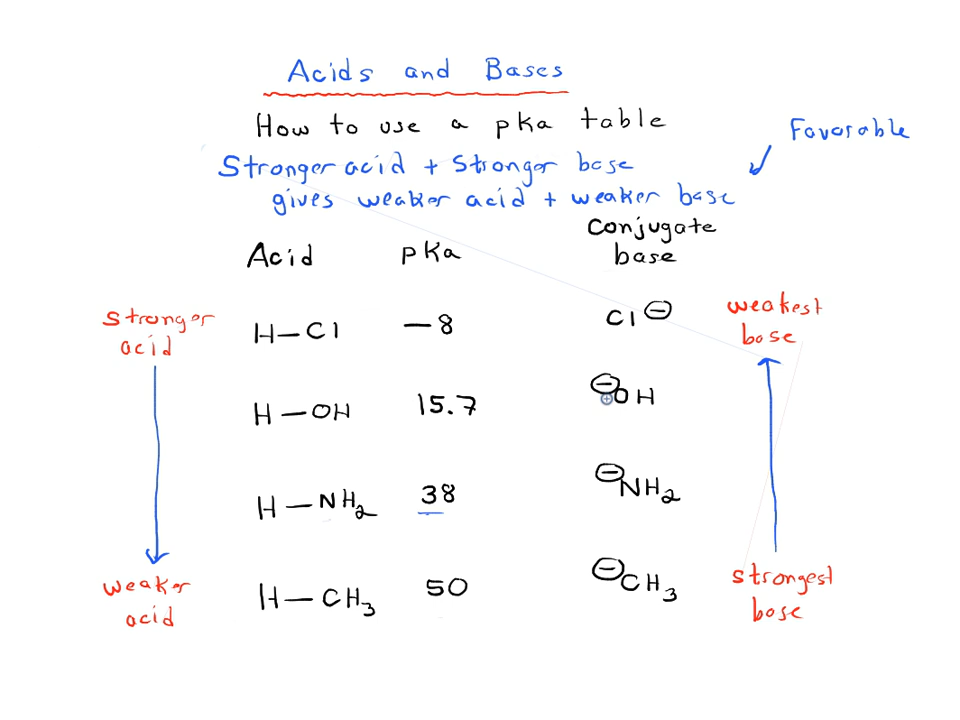 Acids and Bases
How to use a pKa table
Favorable
Stronger acid + Stronger base
gives weaker acid + weaker base
Acid pKa Conjugate base
stronger acid
H—Cl −8 Cl⊖
weakest base
H—OH 15.7 ⊖OH
H—NH₂ 38 ⊖NH₂
H—CH₃ 50 ⊖CH₃
weaker acid
strongest base